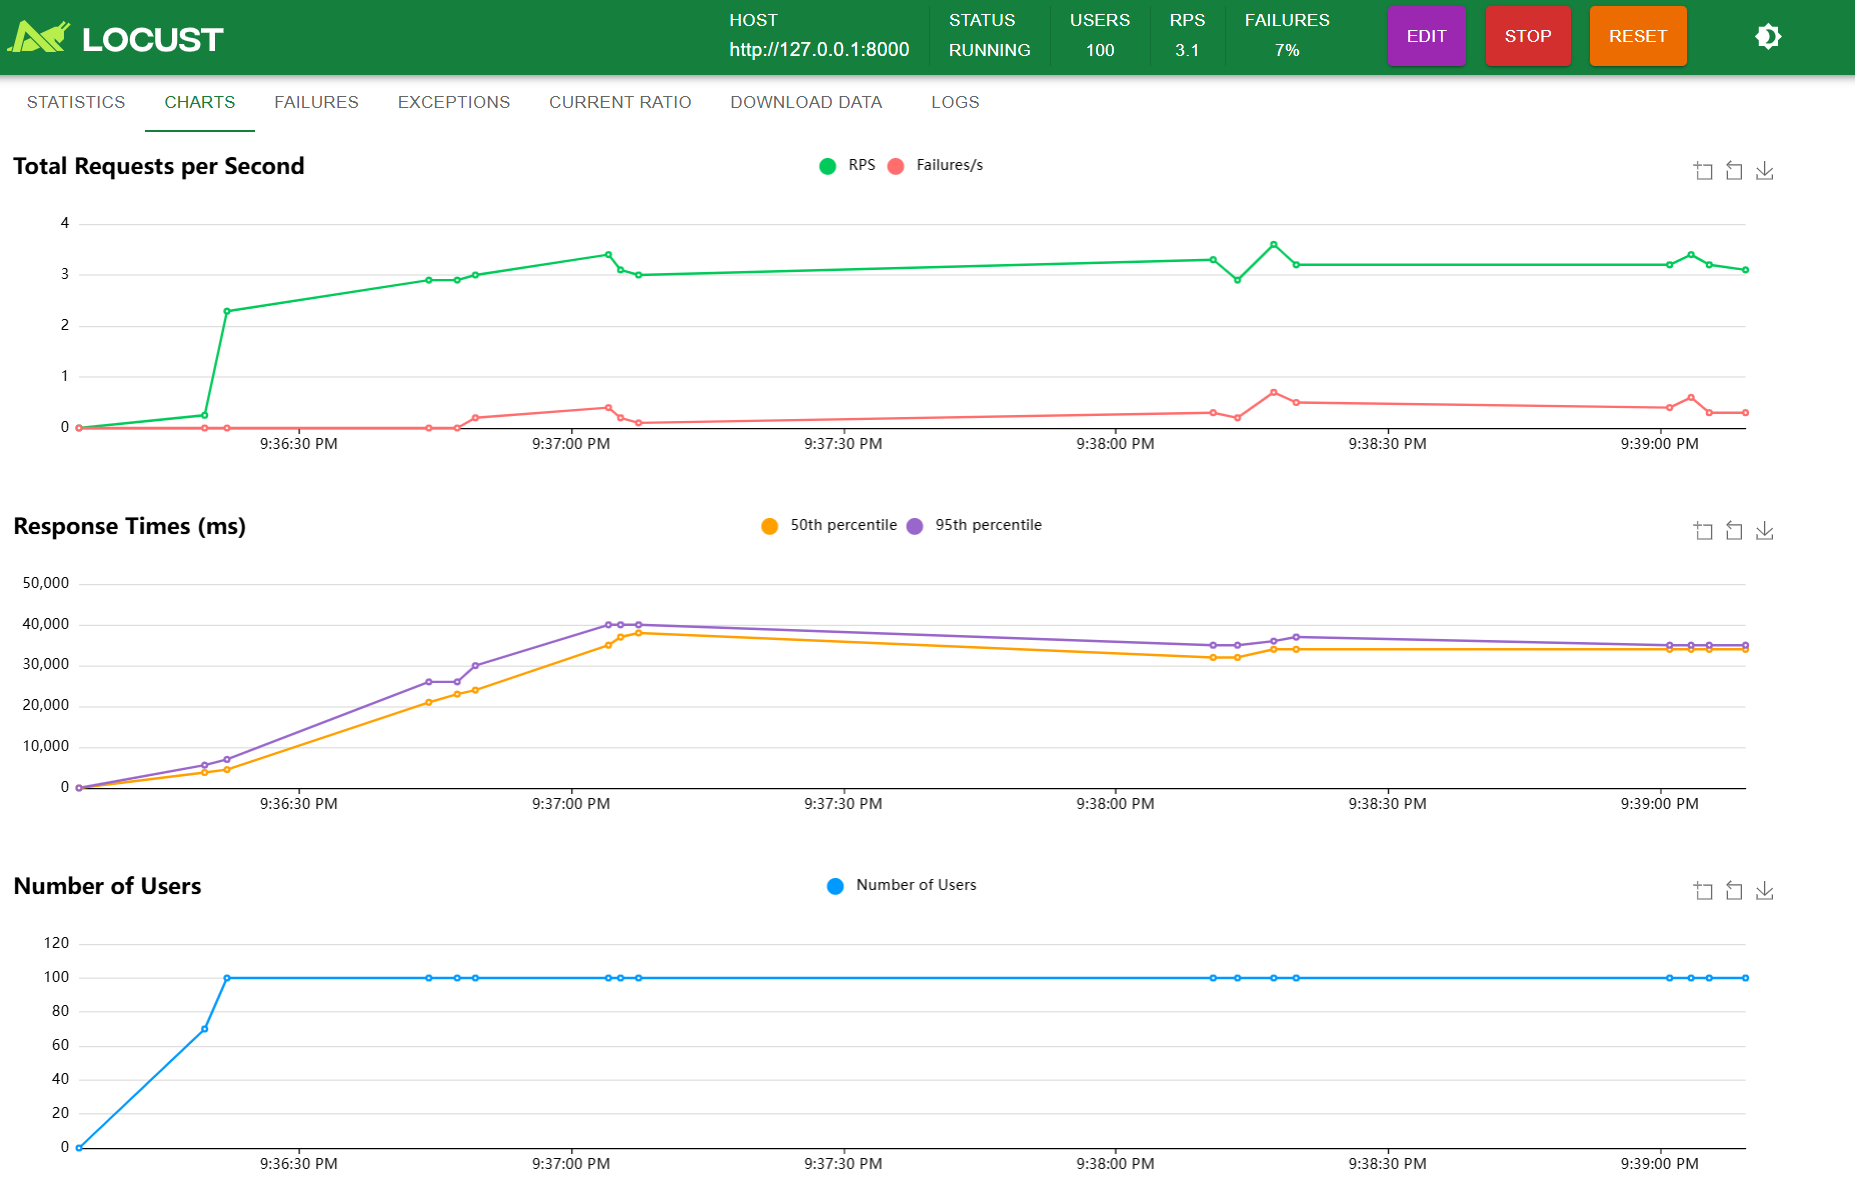 LOCUST
HOST
http://127.0.0.1:8000
STATUS
RUNNING
USERS
100
RPS
3.1
FAILURES
7%
EDIT
STOP
RESET
STATISTICS CHARTS FAILURES EXCEPTIONS CURRENT RATIO DOWNLOAD DATA LOGS
Total Requests per Second
RPS Failures/s
4
3
2
1
0
9:36:30 PM 9:37:00 PM 9:37:30 PM 9:38:00 PM 9:38:30 PM 9:39:00 PM
Response Times (ms)
50th percentile 95th percentile
50,000
40,000
30,000
20,000
10,000
0
9:36:30 PM 9:37:00 PM 9:37:30 PM 9:38:00 PM 9:38:30 PM 9:39:00 PM
Number of Users
Number of Users
120
100
80
60
40
20
0
9:36:30 PM 9:37:00 PM 9:37:30 PM 9:38:00 PM 9:38:30 PM 9:39:00 PM